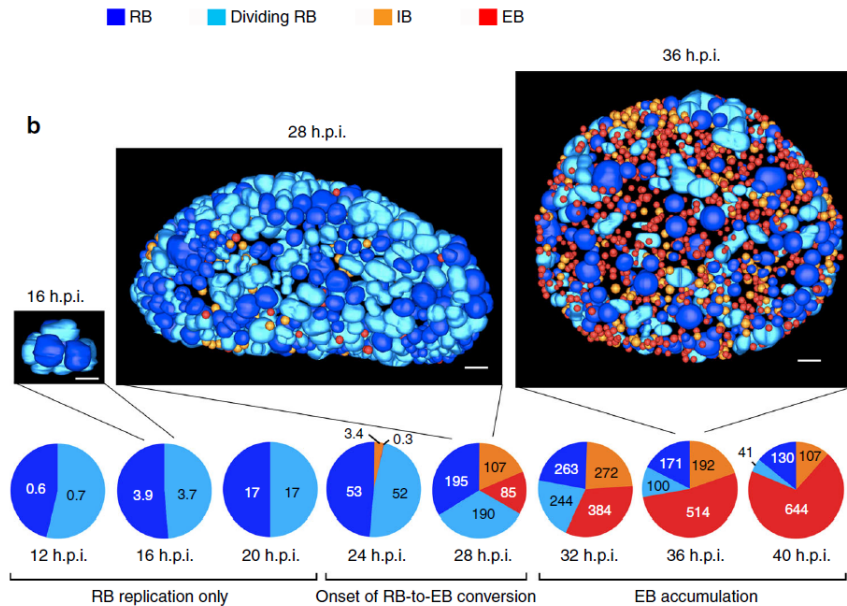 RB Dividing RB IB EB
36 h.p.i.
b
28 h.p.i.
16 h.p.i.
3.4 0.3
0.6 0.7
3.9 3.7
17 17
53 52
195 107 85 190
263 272 244 384
171 192 100 514
41 130 107 644
12 h.p.i. 16 h.p.i. 20 h.p.i. 24 h.p.i. 28 h.p.i. 32 h.p.i. 36 h.p.i. 40 h.p.i.
RB replication only Onset of RB-to-EB conversion EB accumulation